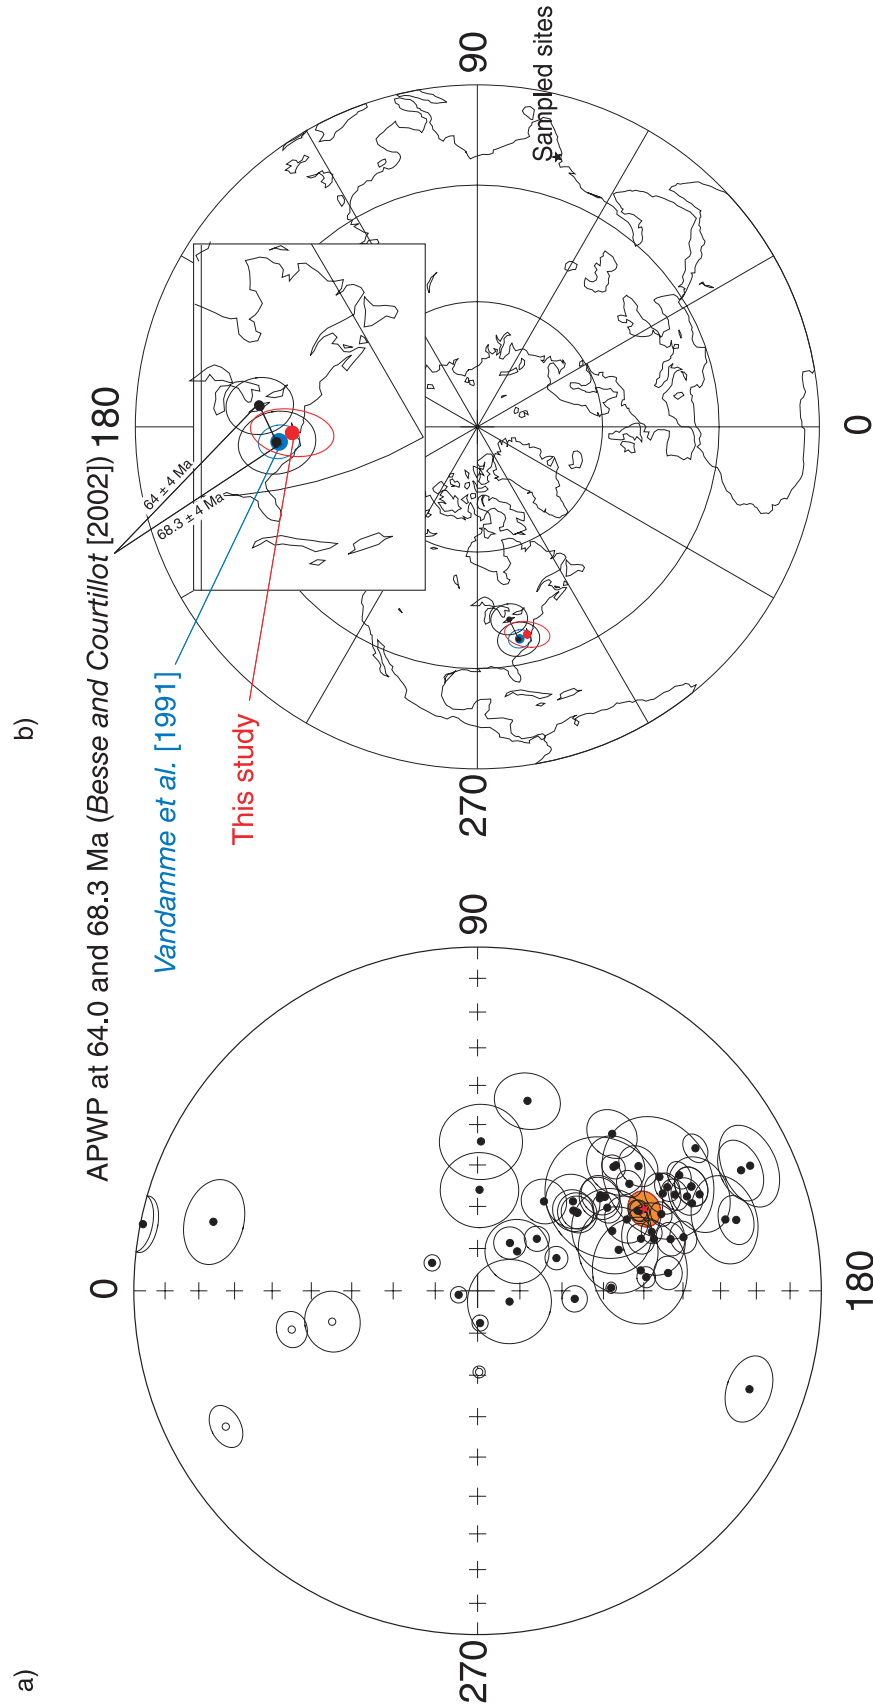 a)
0
90
180
270
b)
APWP at 64.0 and 68.3 Ma (Besse and Courtillot [2002])
Vandamme et al. [1991]
This study
64 ± 4 Ma
68.3 ± 4 Ma
180
90
0
270
Sampled sites